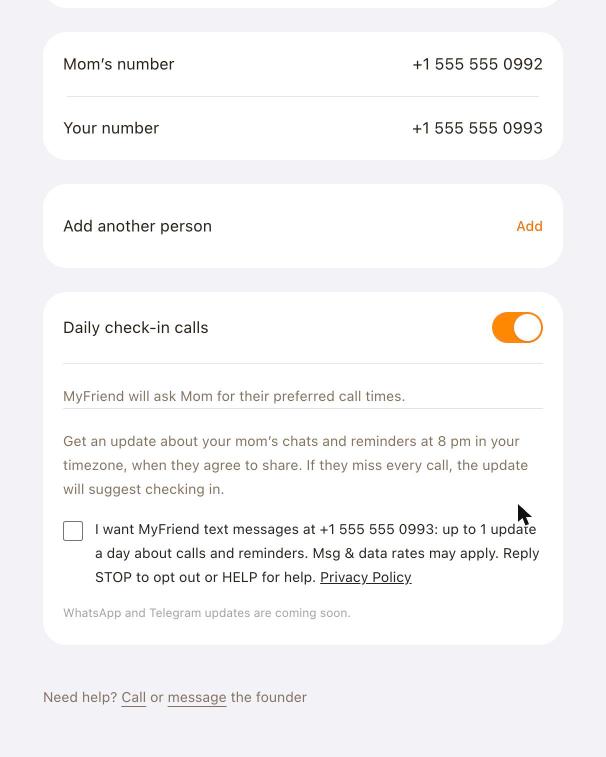 Mom's number
+1 555 555 0992
Your number
+1 555 555 0993
Add another person
Add
Daily check-in calls
MyFriend will ask Mom for their preferred call times.
Get an update about your mom's chats and reminders at 8 pm in your
timezone, when they agree to share. If they miss every call, the update
will suggest checking in.
I want MyFriend text messages at +1 555 555 0993: up to 1 update
a day about calls and reminders. Msg & data rates may apply. Reply
STOP to opt out or HELP for help. Privacy Policy
WhatsApp and Telegram updates are coming soon.
Need help? Call or message the founder